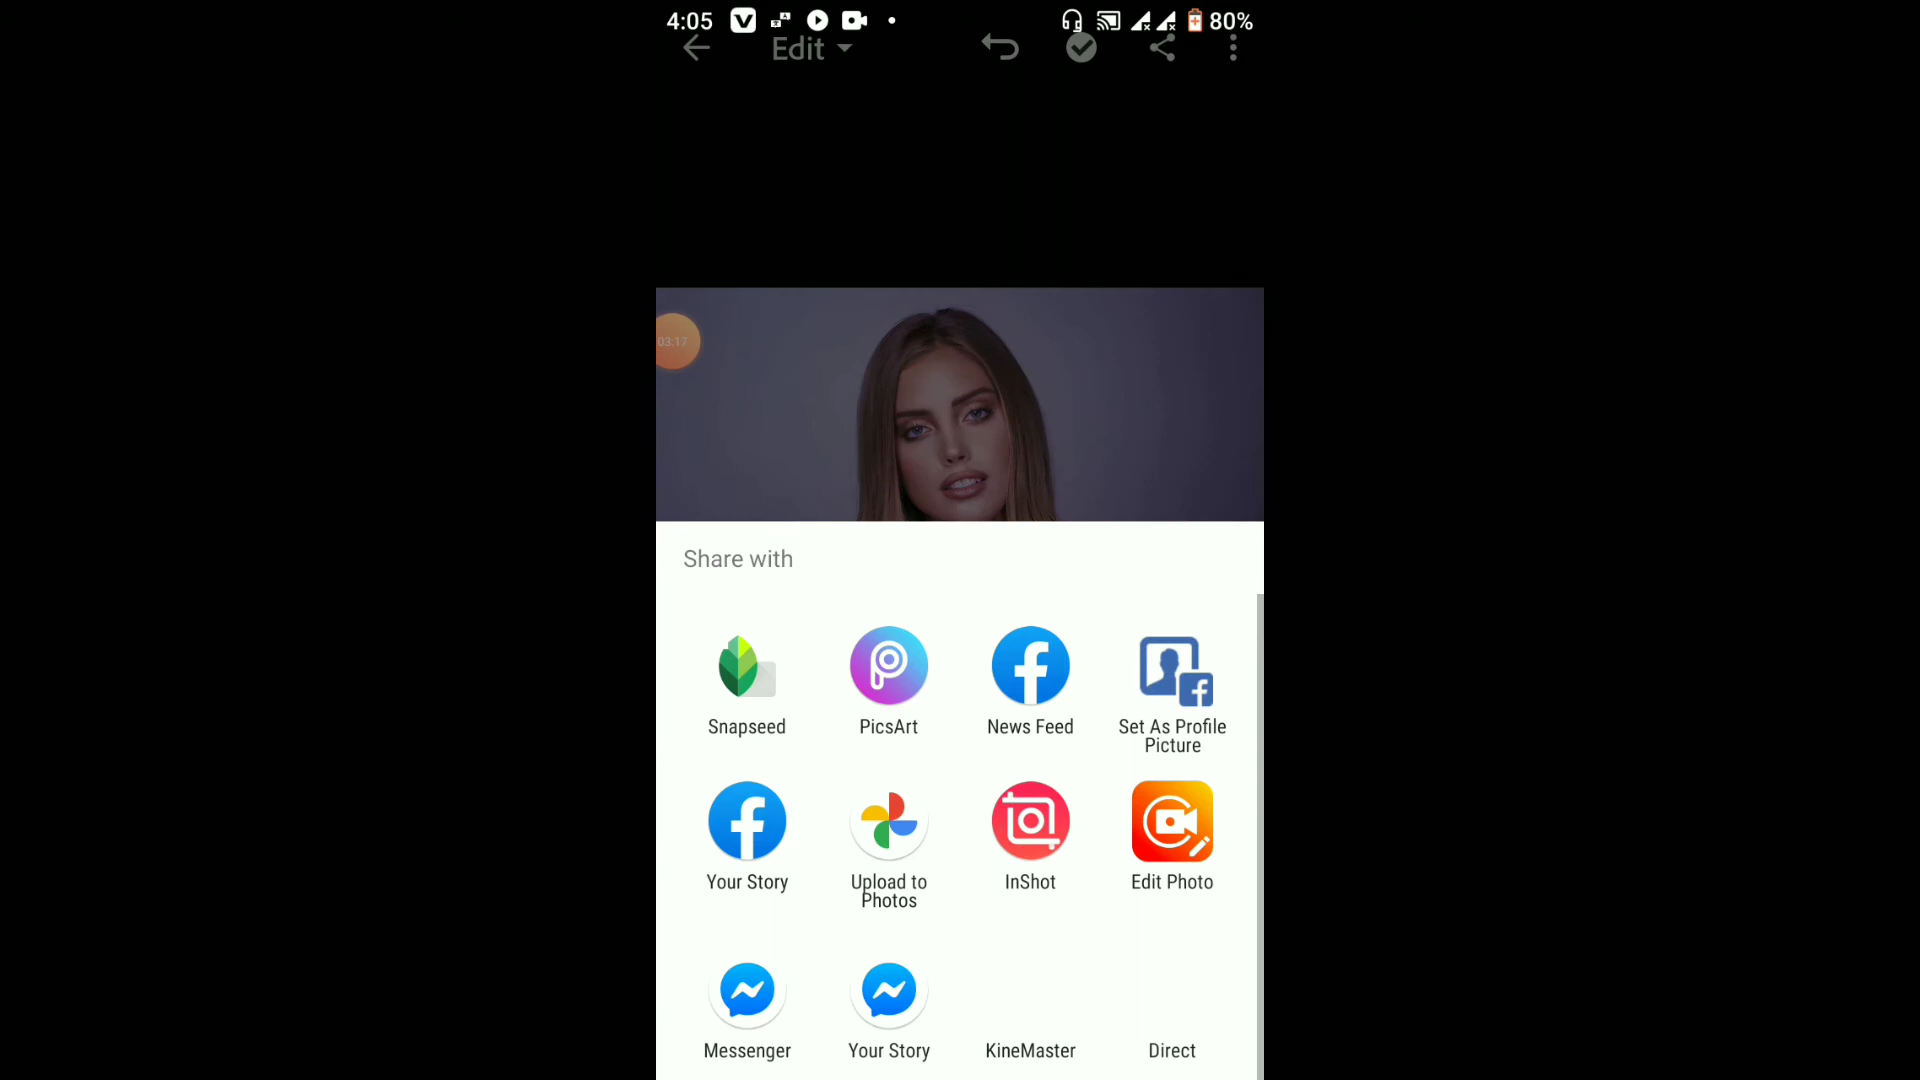 4:05 80%
Edit
03:17
Share with
Snapseed PicsArt News Feed Set As Profile
Picture
Your Story Upload to InShot Edit Photo
Photos
Messenger Your Story KineMaster Direct